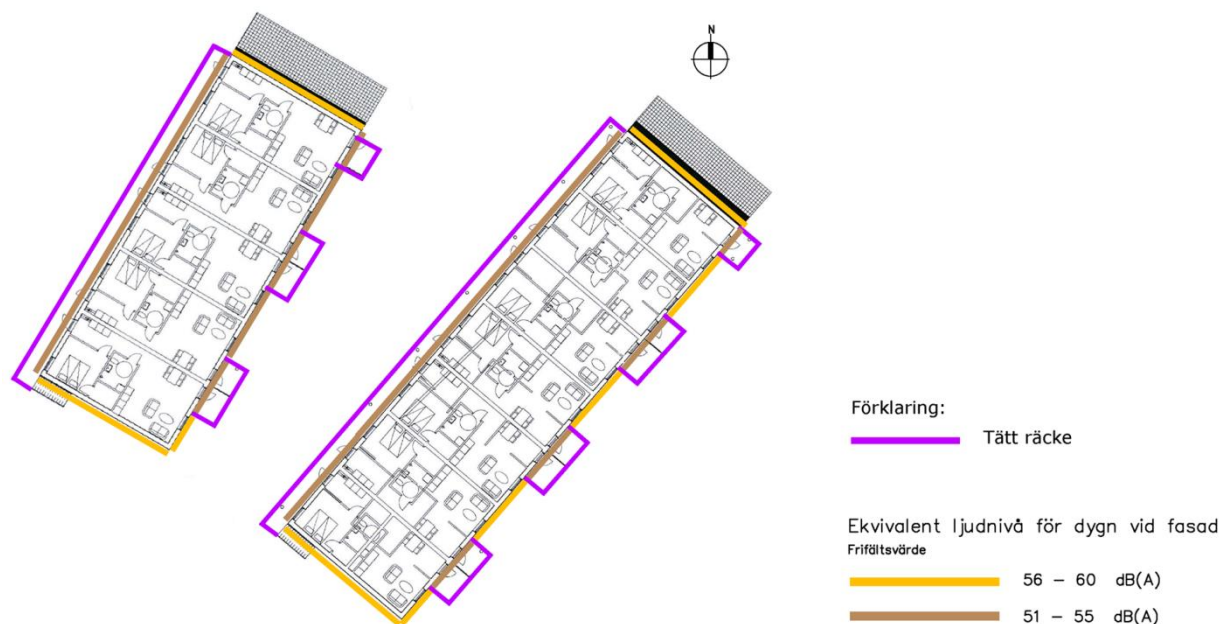 N
Förklaring:
Tätt räcke
Ekvivalent ljudnivå för dygn vid fasad
Frifältsvärde
56 – 60 dB(A)
51 – 55 dB(A)